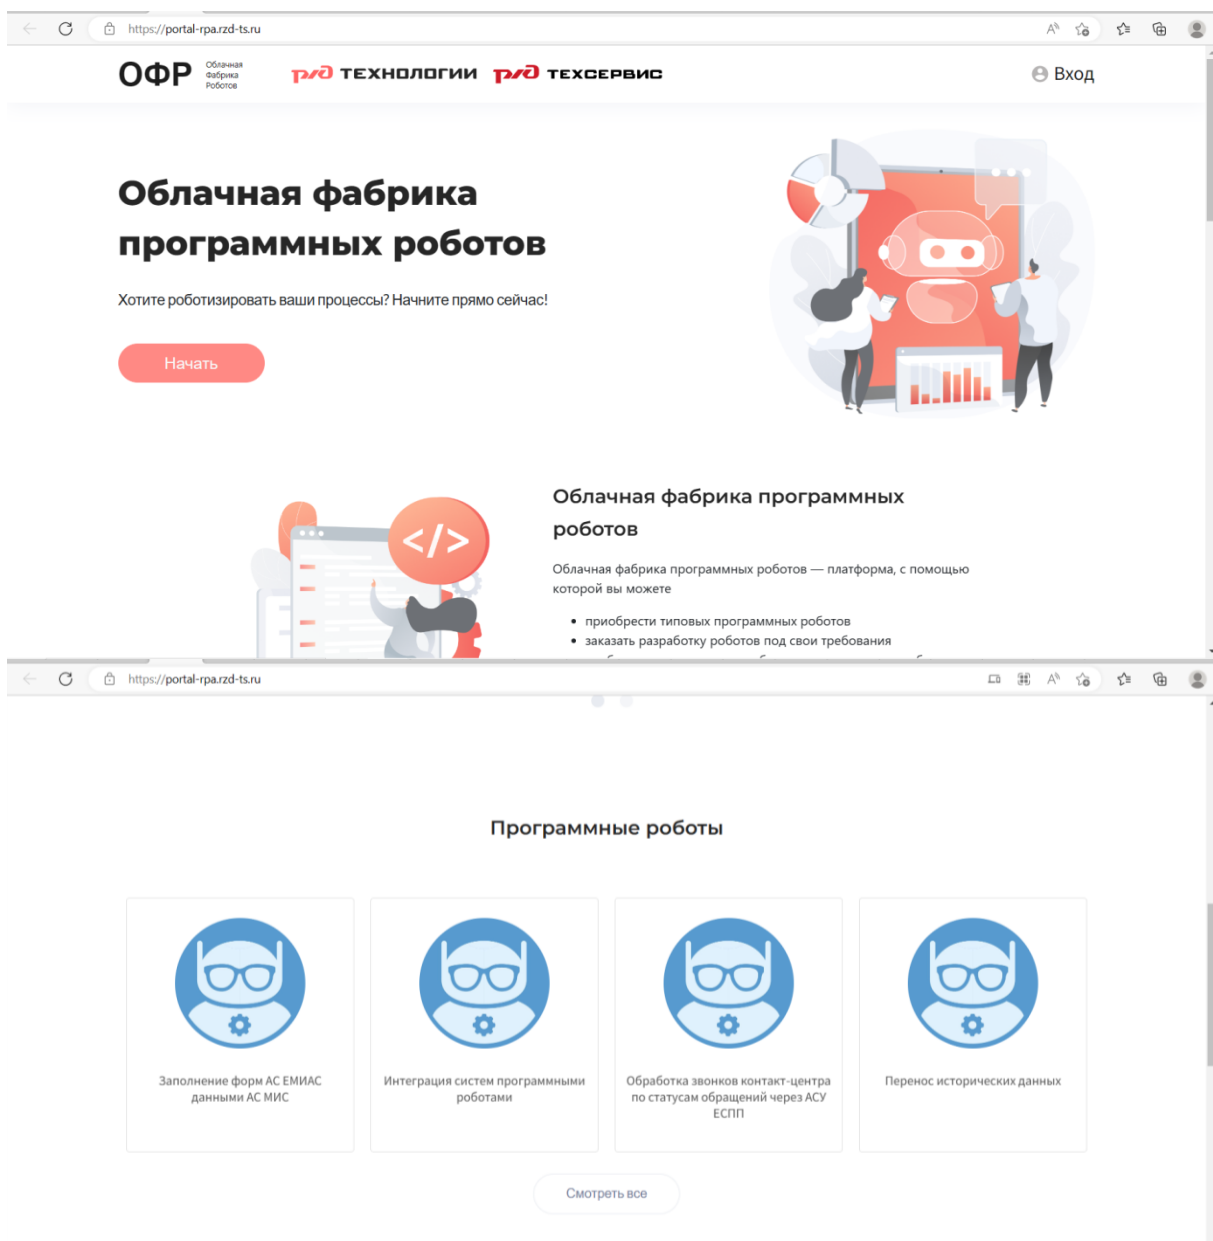 https://portal-rpa.rzd-ts.ru
ОФР
Облачная
Фабрика
Роботов
ржд ТЕХНОЛОГИИ ржд ТЕХСЕРВИС
Вход
Облачная фабрика
программных роботов
Хотите роботизировать ваши процессы? Начните прямо сейчас!
Начать
</>
Облачная фабрика программных
роботов
Облачная фабрика программных роботов — платформа, с помощью
которой вы можете
• приобрести типовых программных роботов
• заказать разработку роботов под свои требования
https://portal-rpa.rzd-ts.ru
Программные роботы
Заполнение форм АС ЕМИАС
данными АС МИС
Интеграция систем программными
роботами
Обработка звонков контакт-центра
по статусам обращений через АСУ
ЕСПП
Перенос исторических данных
Смотреть все